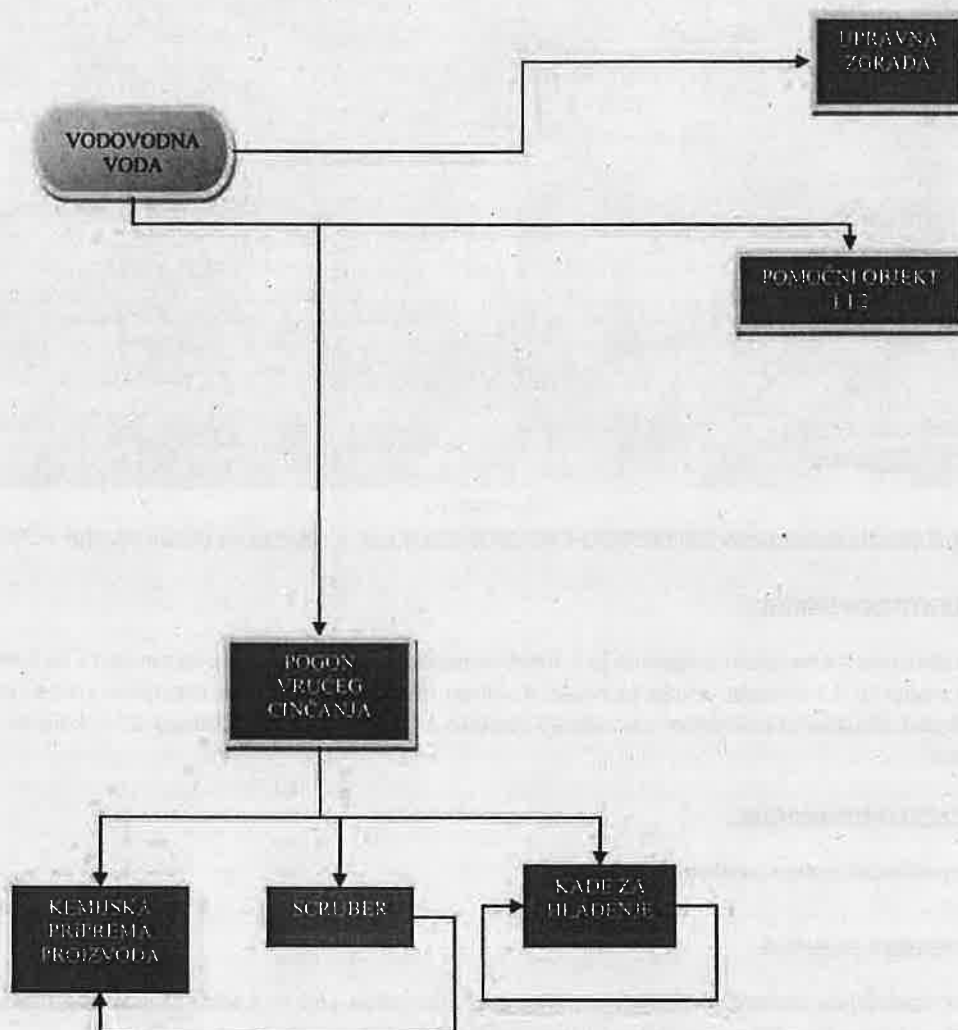 UPRAVNA
ZGRADA
VODOVODNA
VODA
POMOĆNI OBJEKT
1 I 2
POGON
VRUĆEG
CINČANJA
KEMIJSKA
PRIPREMA
PROIZVODA
SCRUBER
KADE ZA
HLAĐENJE